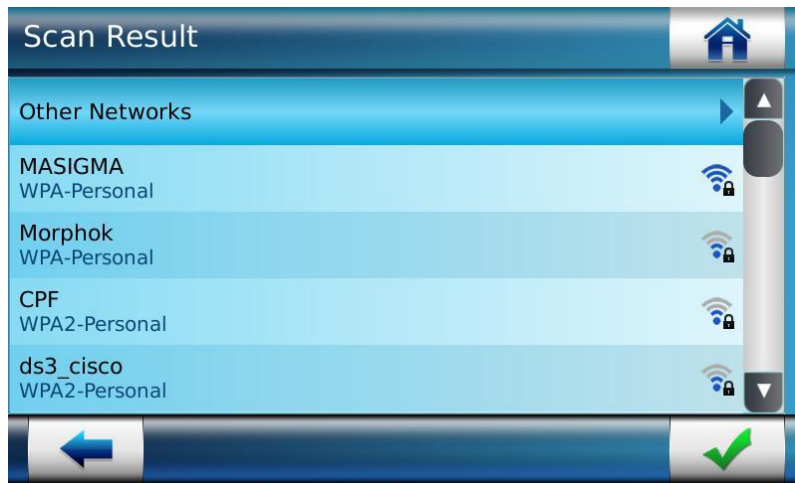 Scan Result
Other Networks
MASIGMA
WPA-Personal
Morphok
WPA-Personal
CPF
WPA2-Personal
ds3_cisco
WPA2-Personal